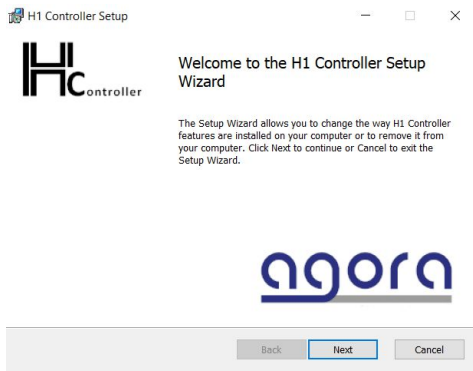 H1 Controller Setup
H1 Controller
Welcome to the H1 Controller Setup
Wizard
The Setup Wizard allows you to change the way H1 Controller
features are installed on your computer or to remove it from
your computer. Click Next to continue or Cancel to exit the
Setup Wizard.
agora
Back Next Cancel